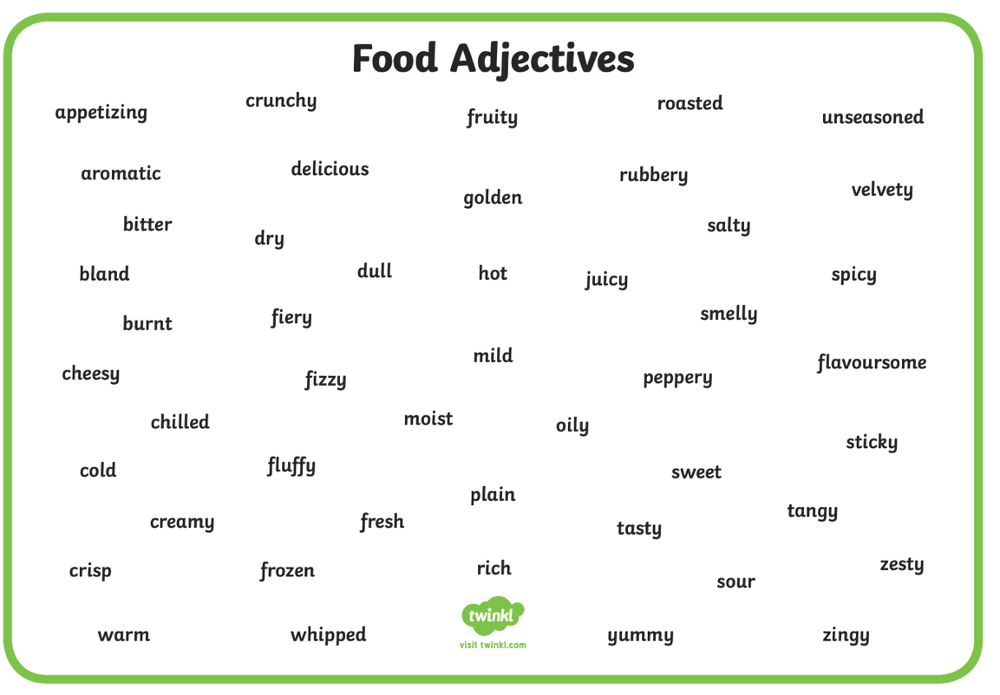 Food Adjectives
appetizing crunchy fruity roasted unseasoned
aromatic delicious golden rubbery velvety
bitter dry salty
bland dull hot juicy spicy
burnt fiery smelly
cheesy fizzy mild peppery flavoursome
chilled moist oily sticky
cold fluffy plain sweet
creamy fresh tasty tangy
crisp frozen rich sour zesty
twinkl
visit twinkl.com
warm whipped yummy zingy